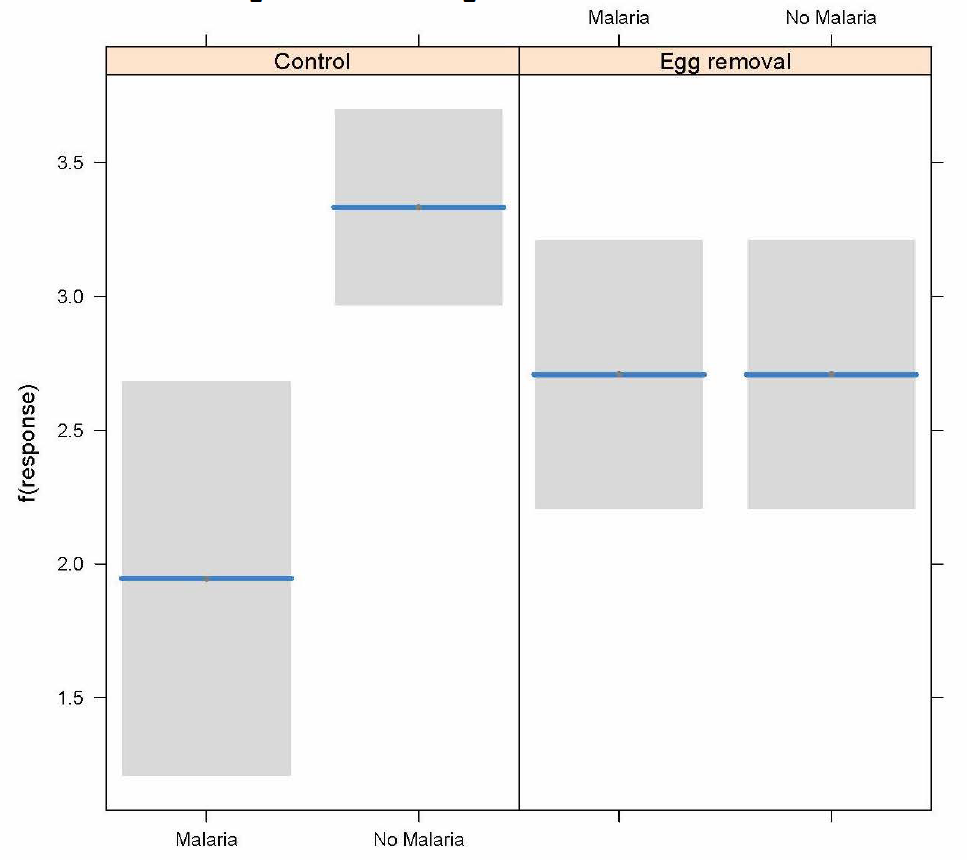 Malaria No Malaria
Control Egg removal
3.5
3.0
2.5
2.0
1.5
f(response)
Malaria No Malaria